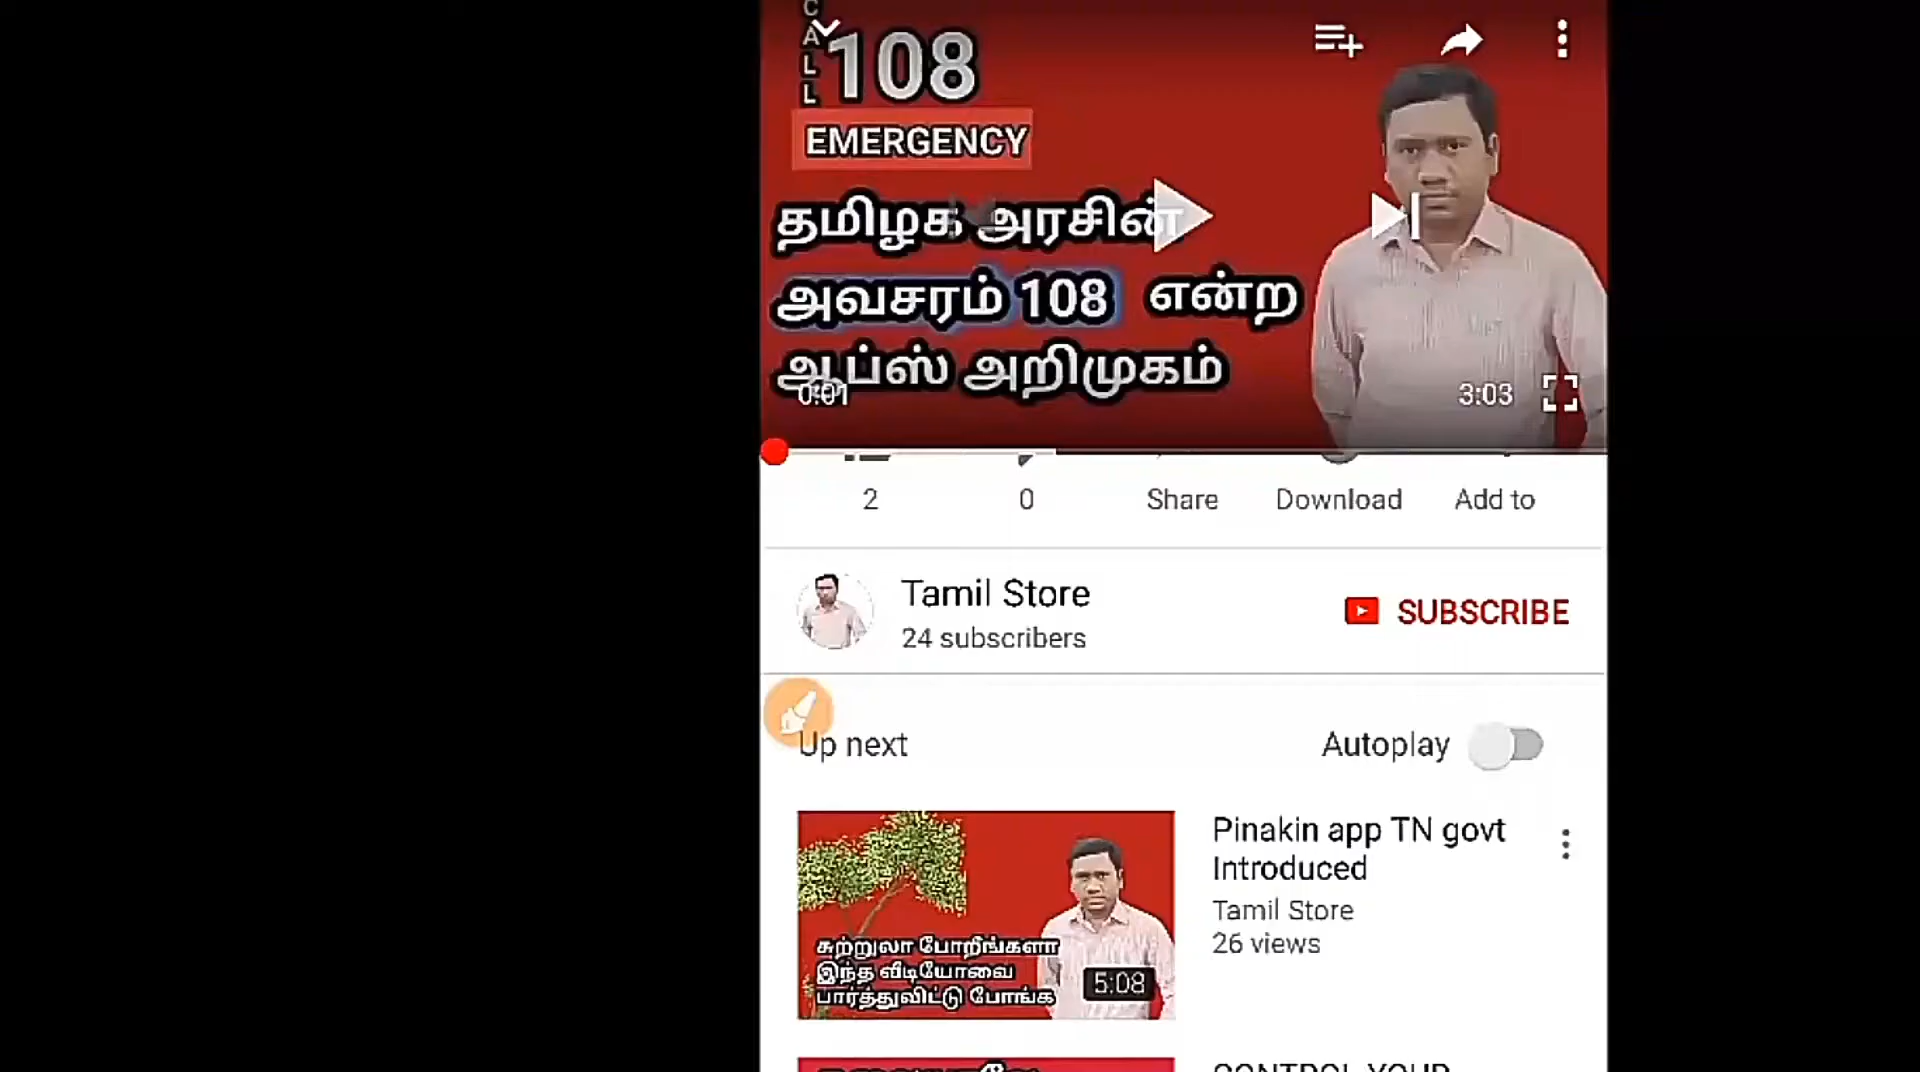 CALL
108
EMERGENCY
தமிழக அரசின்
அவசரம் 108 என்ற
ஆப்ஸ் அறிமுகம்
0:01
3:03
2
0
Share
Download
Add to
Tamil Store
24 subscribers
SUBSCRIBE
Up next
Autoplay
சுற்றுலா போறீங்களா
இந்த வீடியோவை
பார்த்துவிட்டு போங்க
5:08
Pinakin app TN govt
Introduced
Tamil Store
26 views
CONTROL YOUR